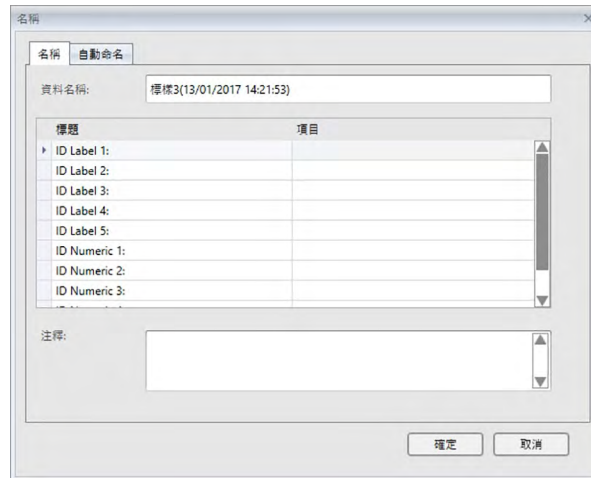 名稱
名稱 自動命名
資料名稱: 標樣3(13/01/2017 14:21:53)
標題 項目
ID Label 1:
ID Label 2:
ID Label 3:
ID Label 4:
ID Label 5:
ID Numeric 1:
ID Numeric 2:
ID Numeric 3:
注釋:
確定 取消